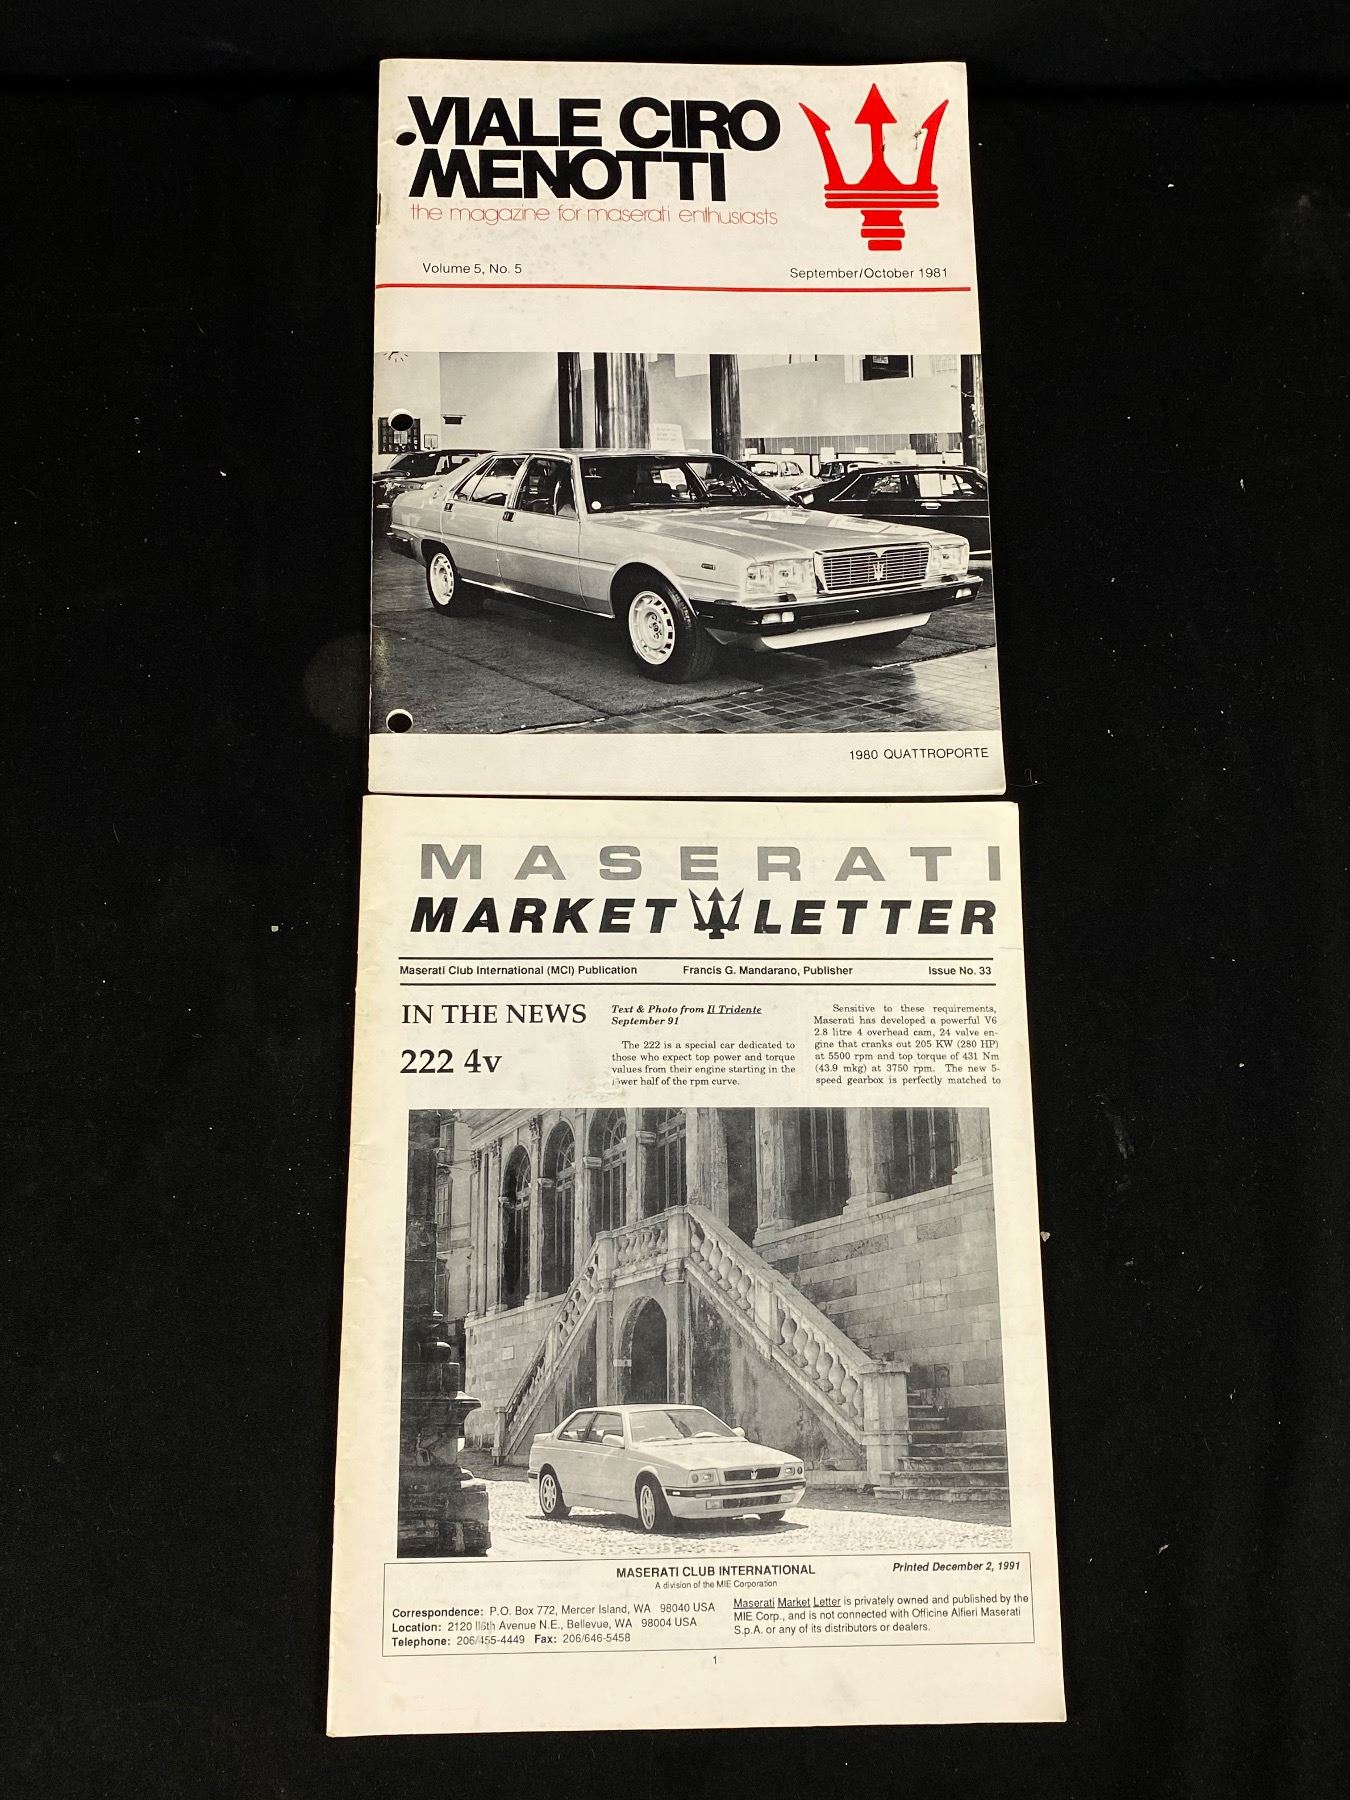 VIALE CIRO
MENOTTI
the magazine for maserati enthusiasts
Volume 5, No. 5
September/October 1981
1980 QUATTROPORTE
MASERATI
MARKET LETTER
Maserati Club International (MCI) Publication
Francis G. Mandarano, Publisher
Issue No. 33
IN THE NEWS
222 4v
Text & Photo from Il Tridente
September 91
The 222 is a special car dedicated to
those who expect top power and torque
values from their engine starting in the
lower half of the rpm curve.
Sensitive to these requirements,
Maserati has developed a powerful V6
2.8 litre 4 overhead cam, 24 valve en-
gine that cranks out 205 KW (280 HP)
at 5500 rpm and top torque of 431 Nm
(43.9 mkg) at 3750 rpm. The new 5-
speed gearbox is perfectly matched to
MASERATI CLUB INTERNATIONAL
A division of the MIE Corporation
Printed December 2, 1991
Correspondence: P.O. Box 772, Mercer Island, WA 98040 USA
Location: 2120 116th Avenue N.E., Bellevue, WA 98004 USA
Telephone: 206/455-4449 Fax: 206/646-5458
Maserati Market Letter is privately owned and published by the
MIE Corp., and is not connected with Officine Alfieri Maserati
S.p.A. or any of its distributors or dealers.
1